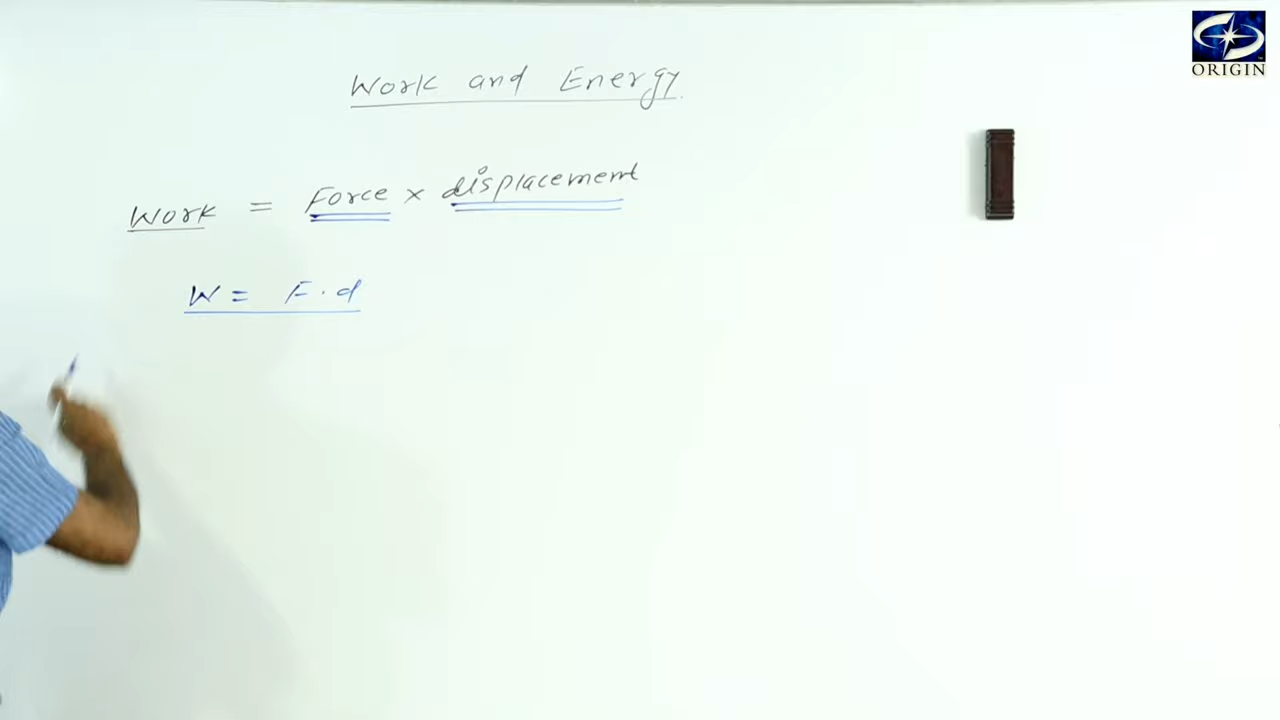 ORIGIN
Work and Energy
Work = Force × displacement
W = F.d